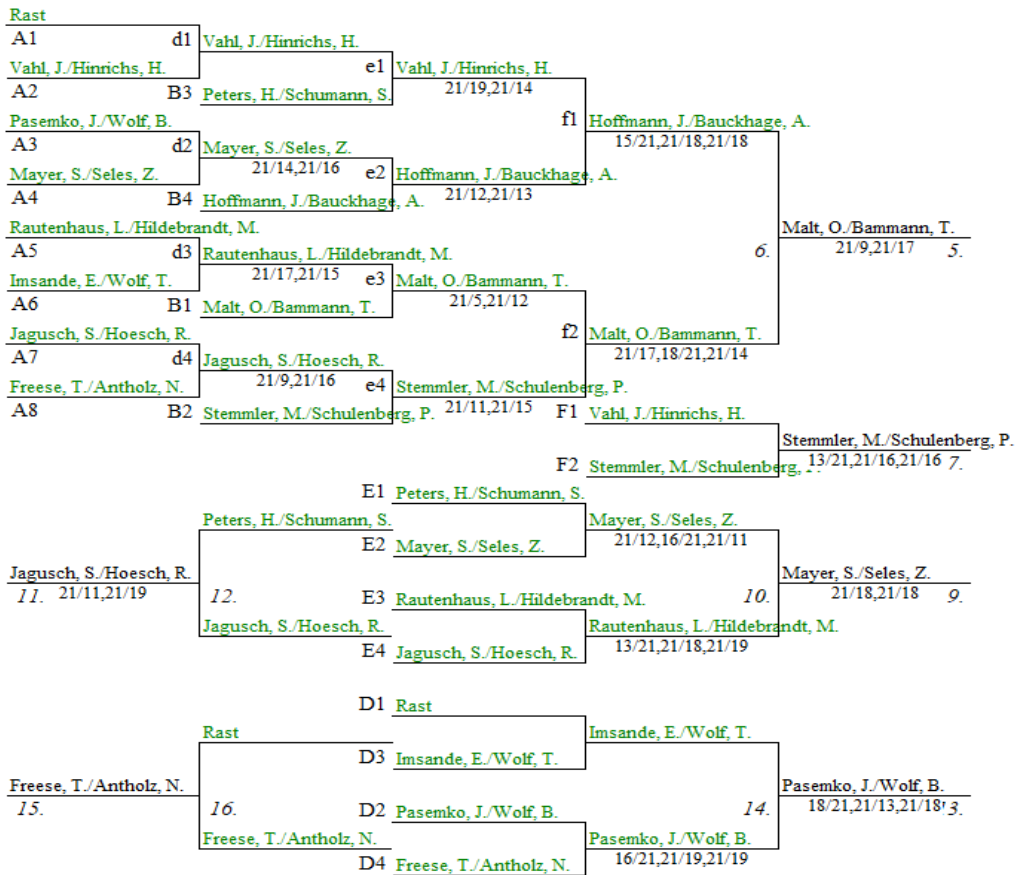 Rast
A1 d1 Vahl, J./Hinrichs, H.
Vahl, J./Hinrichs, H. e1 Vahl, J./Hinrichs, H.
A2 B3 Peters, H./Schumann, S. 21/19,21/14
Pasemko, J./Wolf, B. f1 Hoffmann, J./Bauckhage, A.
A3 d2 Mayer, S./Seles, Z. 15/21,21/18,21/18
Mayer, S./Seles, Z. 21/14,21/16 e2 Hoffmann, J./Bauckhage, A.
A4 B4 Hoffmann, J./Bauckhage, A. 21/12,21/13
Rautenhaus, L./Hildebrandt, M. Malt, O./Bammann, T.
A5 d3 Rautenhaus, L./Hildebrandt, M. 6. 21/9,21/17 5.
Imsande, E./Wolf, T. 21/17,21/15 e3 Malt, O./Bammann, T.
A6 B1 Malt, O./Bammann, T. 21/5,21/12
Jagusch, S./Hoesch, R. f2 Malt, O./Bammann, T.
A7 d4 Jagusch, S./Hoesch, R. 21/17,18/21,21/14
Freese, T./Antholz, N. 21/9,21/16 e4 Stemmler, M./Schulenberg, P.
A8 B2 Stemmler, M./Schulenberg, P. 21/11,21/15 F1 Vahl, J./Hinrichs, H.
Stemmler, M./Schulenberg, P.
F2 Stemmler, M./Schulenberg, 13/21,21/16,21/16 7.
E1 Peters, H./Schumann, S.
Peters, H./Schumann, S. Mayer, S./Seles, Z.
E2 Mayer, S./Seles, Z. 21/12,16/21,21/11
Jagusch, S./Hoesch, R. Mayer, S./Seles, Z.
11. 21/11,21/19 12. E3 Rautenhaus, L./Hildebrandt, M. 10. 21/18,21/18 9.
Jagusch, S./Hoesch, R. Rautenhaus, L./Hildebrandt, M.
E4 Jagusch, S./Hoesch, R. 13/21,21/18,21/19
D1 Rast
Rast Imsande, E./Wolf, T.
D3 Imsande, E./Wolf, T.
Freese, T./Antholz, N. Pasemko, J./Wolf, B.
15. 16. D2 Pasemko, J./Wolf, B. 14. 18/21,21/13,21/18 3.
Freese, T./Antholz, N. Pasemko, J./Wolf, B.
D4 Freese, T./Antholz, N. 16/21,21/19,21/19